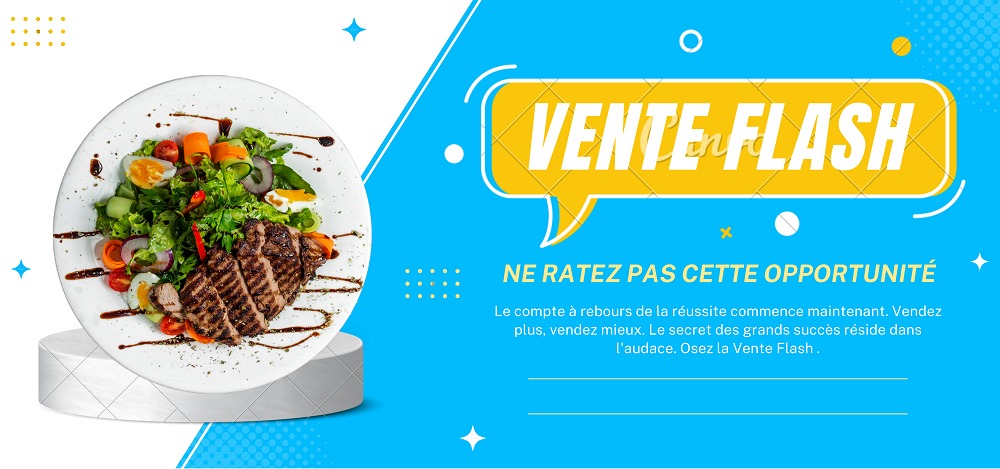 VENTE FLASH
Canva
NE RATEZ PAS CETTE OPPORTUNITÉ
Le compte à rebours de la réussite commence maintenant. Vendez
plus, vendez mieux. Le secret des grands succès réside dans
l'audace. Osez la Vente Flash .